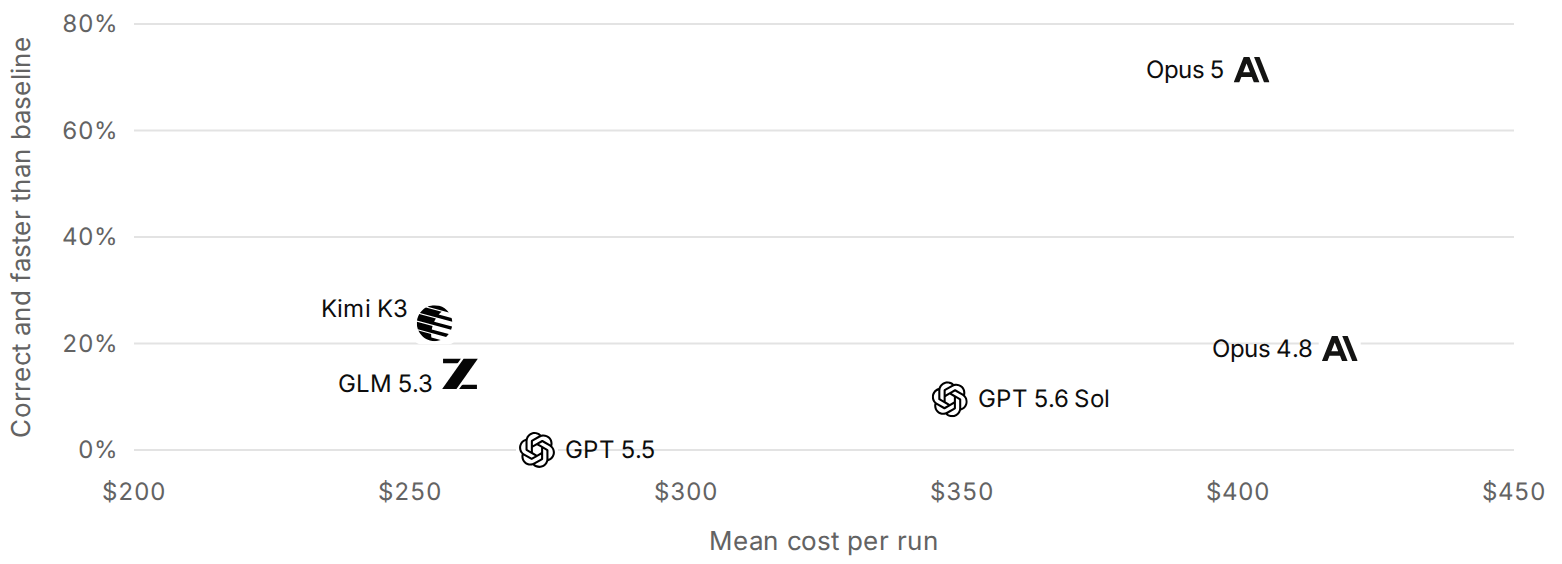 Correct and faster than baseline
80%
60%
40%
20%
0%
Opus 5
Kimi K3
Opus 4.8
GLM 5.3
GPT 5.6 Sol
GPT 5.5
$200
$250
$300
$350
$400
$450
Mean cost per run